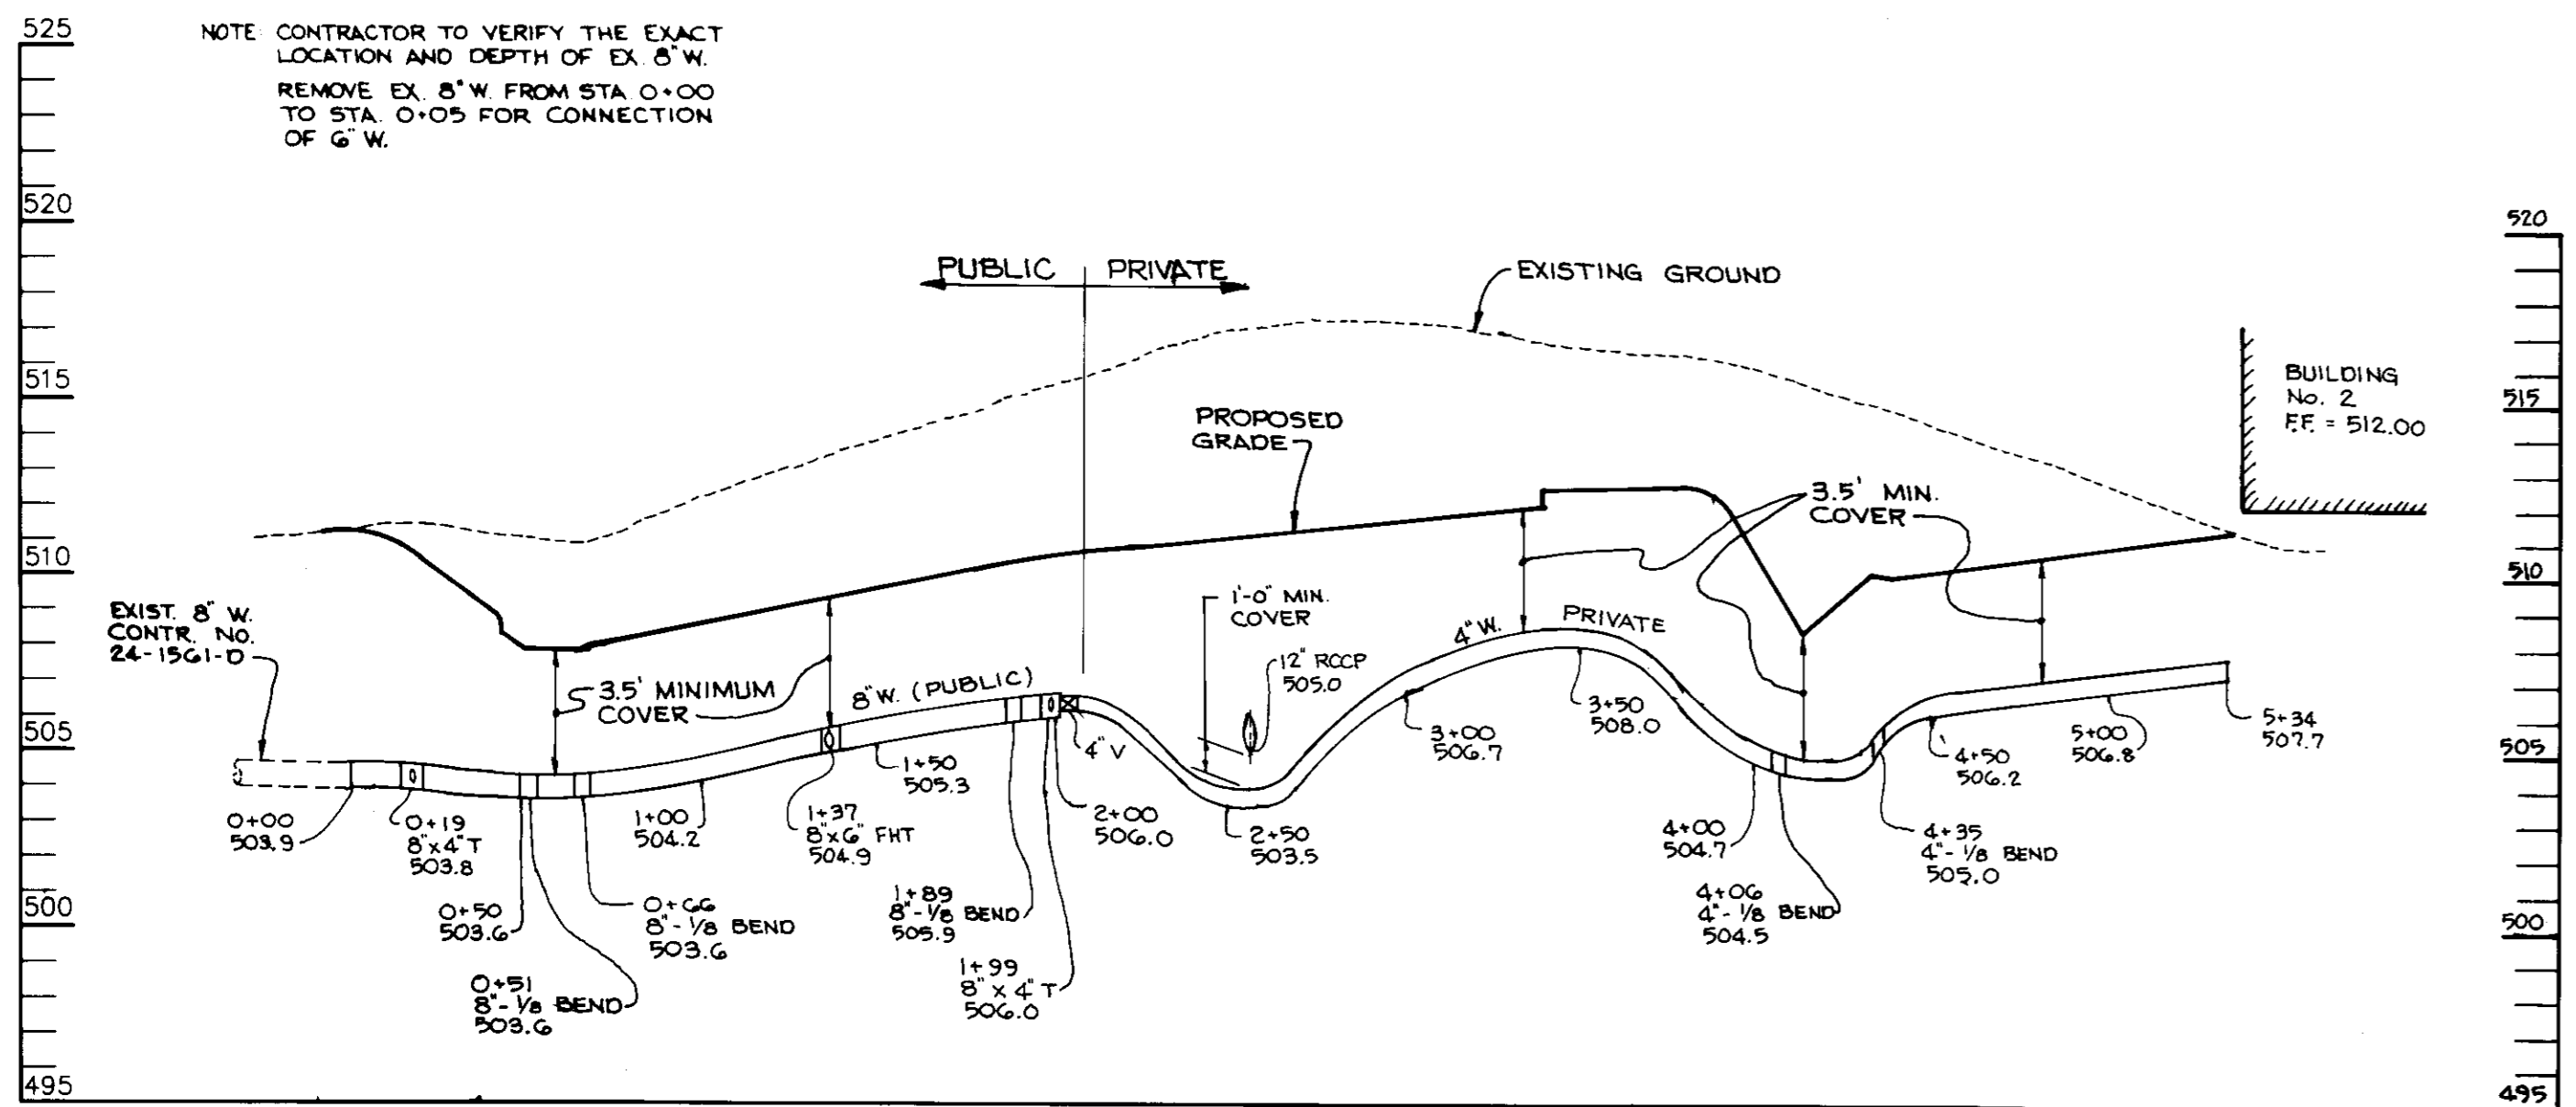 525
NOTE: CONTRACTOR TO VERIFY THE EXACT
LOCATION AND DEPTH OF EX. 8" W.
REMOVE EX. 8" W. FROM STA. 0+00
TO STA. 0+05 FOR CONNECTION
OF 6" W.
520
520
PUBLIC
PRIVATE
EXISTING GROUND
515
BUILDING
No. 2
F.F. = 512.00
515
PROPOSED
GRADE
3.5' MIN.
COVER
510
510
EXIST. 8" W.
CONTR. NO.
24-1561-D
1'-0" MIN.
COVER
4" W.
PRIVATE
12" RCCP
505.0
3.5' MINIMUM
COVER
8" W. (PUBLIC)
505
505
4" V
0+00
503.9
0+19
8"x4" T
503.8
0+50
503.6
0+51
8"-1/8 BEND
503.6
0+66
8"-1/8 BEND
503.6
1+00
504.2
1+37
8"x6" FHT
504.9
1+50
505.3
1+89
8"-1/8 BEND
505.9
1+99
8" x 4" T
506.0
2+00
506.0
2+50
503.5
3+00
506.7
3+50
508.0
4+00
504.7
4+06
4"-1/8 BEND
504.5
4+35
4"-1/8 BEND
505.0
4+50
506.2
5+00
506.8
5+34
507.7
500
500
495
495